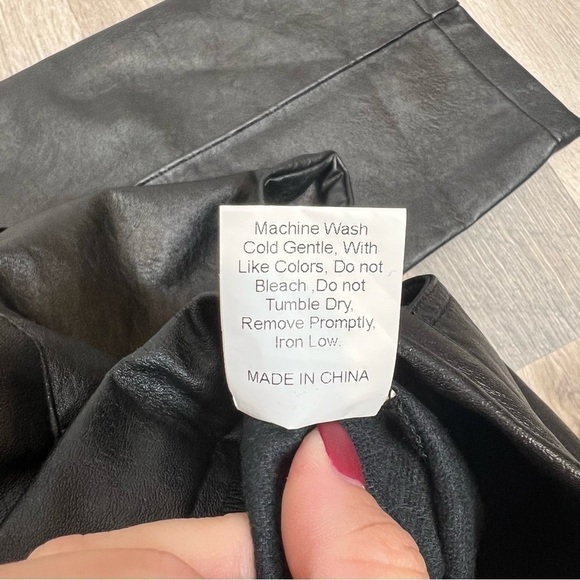 Machine Wash
Cold Gentle, With
Like Colors, Do not
Bleach ,Do not
Tumble Dry,
Remove Promptly,
Iron Low.
MADE IN CHINA